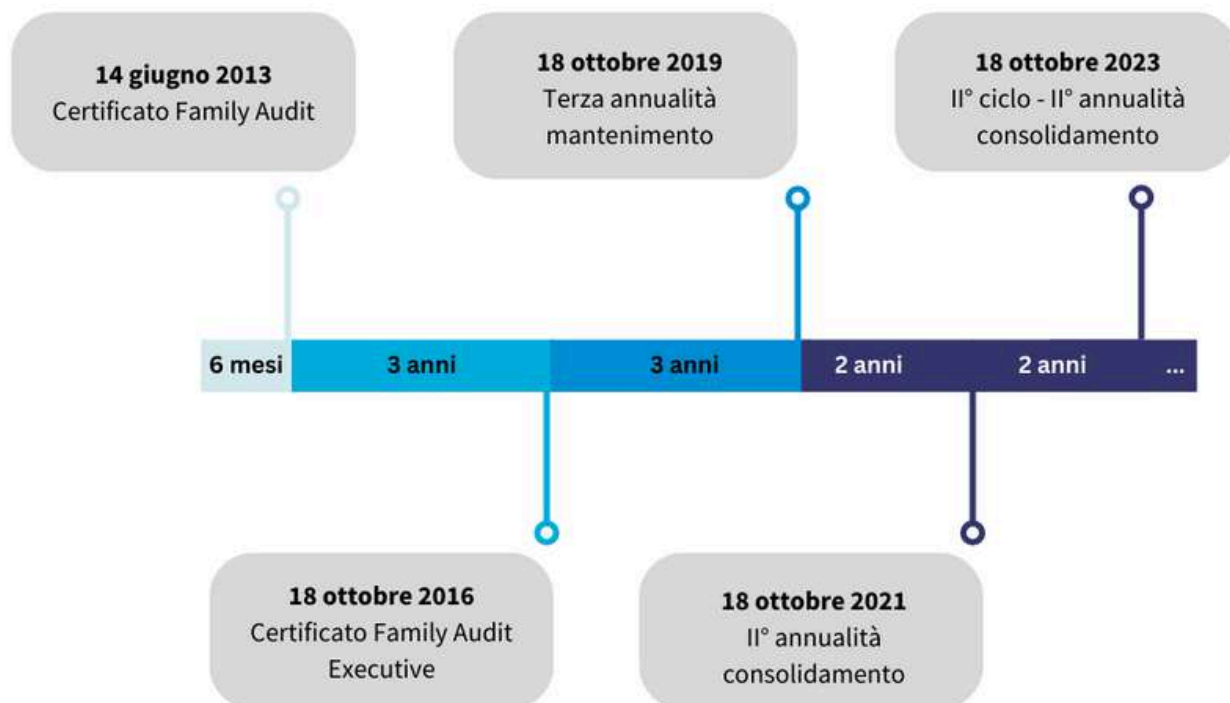 14 giugno 2013
Certificato Family Audit
18 ottobre 2019
Terza annualità
mantenimento
18 ottobre 2023
II° ciclo - II° annualità
consolidamento
6 mesi
3 anni
3 anni
2 anni
2 anni
...
18 ottobre 2016
Certificato Family Audit
Executive
18 ottobre 2021
II° annualità
consolidamento